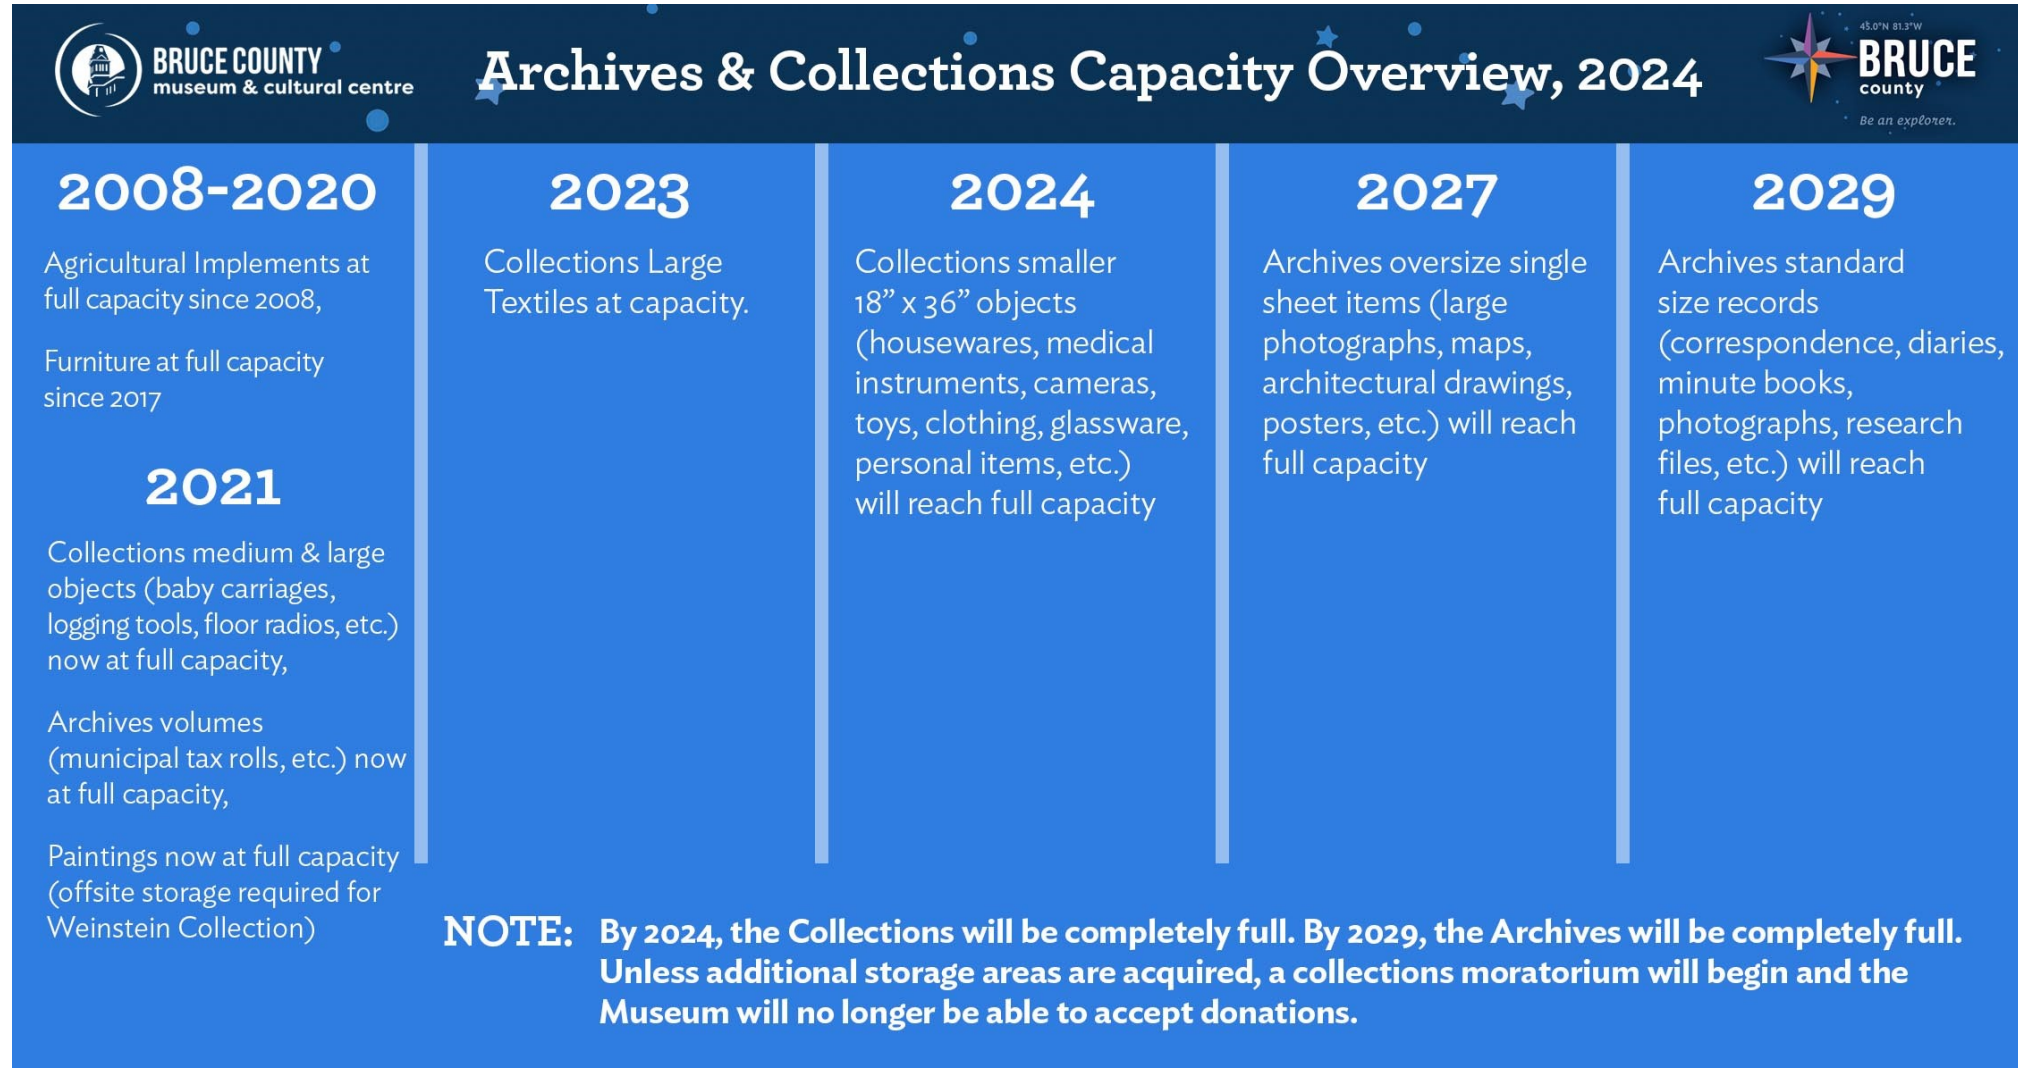 BRUCE COUNTY
museum & cultural centre
Archives & Collections Capacity Overview, 2024
45.0°N 81.3°W
BRUCE
county
Be an explorer.
2008-2020
Agricultural Implements at
full capacity since 2008,
Furniture at full capacity
since 2017
2021
Collections medium & large
objects (baby carriages,
logging tools, floor radios, etc.)
now at full capacity,
Archives volumes
(municipal tax rolls, etc.) now
at full capacity,
Paintings now at full capacity
(offsite storage required for
Weinstein Collection)
2023
Collections Large
Textiles at capacity.
2024
Collections smaller
18” x 36” objects
(housewares, medical
instruments, cameras,
toys, clothing, glassware,
personal items, etc.)
will reach full capacity
2027
Archives oversize single
sheet items (large
photographs, maps,
architectural drawings,
posters, etc.) will reach
full capacity
2029
Archives standard
size records
(correspondence, diaries,
minute books,
photographs, research
files, etc.) will reach
full capacity
NOTE: By 2024, the Collections will be completely full. By 2029, the Archives will be completely full.
Unless additional storage areas are acquired, a collections moratorium will begin and the
Museum will no longer be able to accept donations.